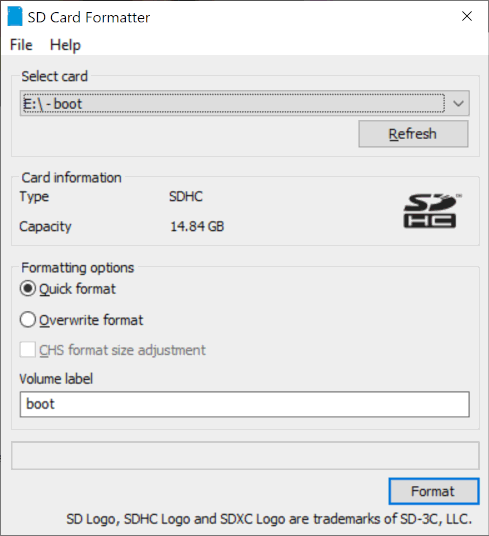 SD Card Formatter
File Help
Select card
E:\ - boot
Refresh
Card information
Type SDHC
Capacity 14.84 GB
SD
HC
TM
Formatting options
Quick format
Overwrite format
CHS format size adjustment
Volume label
boot
Format
SD Logo, SDHC Logo and SDXC Logo are trademarks of SD-3C, LLC.